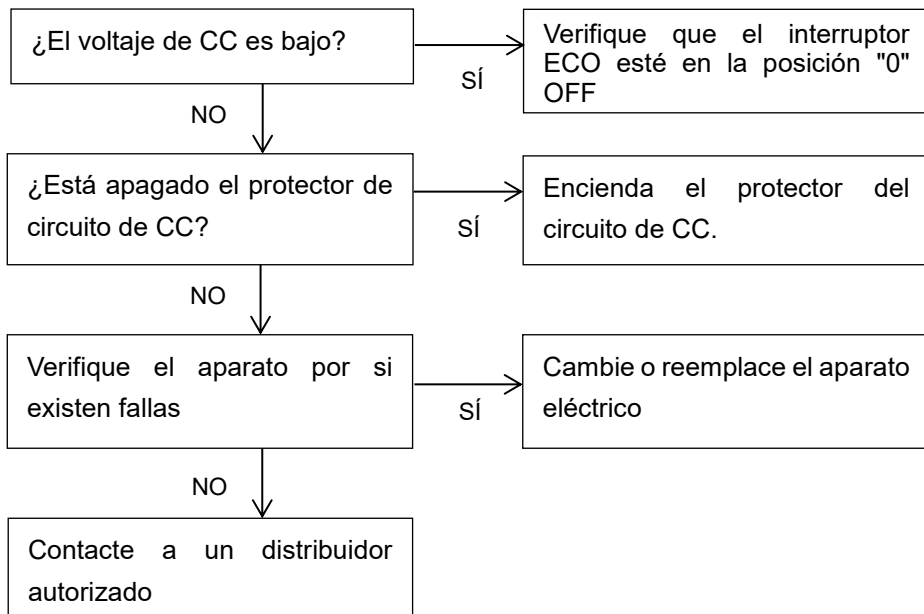 ¿El voltaje de CC es bajo?
SÍ
Verifique que el interruptor
ECO esté en la posición "0"
OFF
NO
¿Está apagado el protector de
circuito de CC?
SÍ
Encienda el protector del
circuito de CC.
NO
Verifique el aparato por si
existen fallas
SÍ
Cambie o reemplace el aparato
eléctrico
NO
Contacte a un distribuidor
autorizado